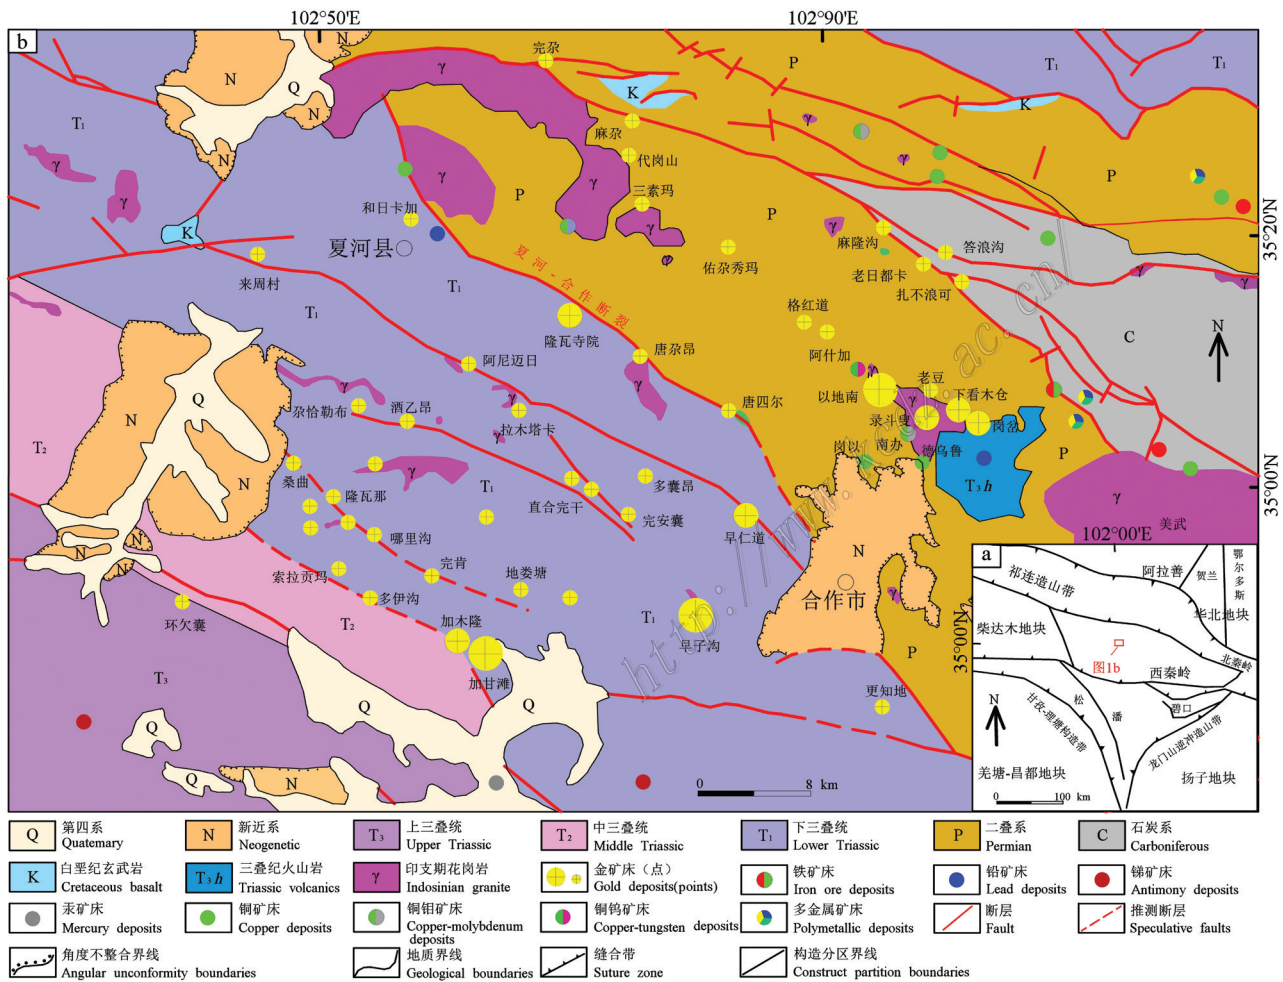 102°50′E
102°90′E
b
N
N
Q
N
N
γ
完杂
P
K
T₁
T₁
K
T₁
γ
γ
麻杂
γ
代岗山
γ
γ
P
γ
三素玛
γ
P
P
和日卡加
K
夏河县
γ
γ
麻隆沟
答浪沟
35°20′N
来周村
T₁
佑杂秀玛
老日都卡
扎不浪可
γ
γ
夏河-合作断裂
T₁
格红道
隆瓦寺院
唐杂昂
阿什加
γ
C
N
阿尼迈日
γ
γ
老豆
以地南
γ
下看木仓
杂恰勒布
酒乙昂
γ
拉木塔卡
唐四尔
录斗叟
岗岔
N
Q
N
T₂
γ
南办
岗以
德乌鲁
P
桑曲
γ
T₁
多囊昂
T₃h
35°00′N
隆瓦那
直合完干
γ
美武
完安囊
早仁道
哪里沟
N
N
N
N
索拉贡玛
完肯
地娄塘
合作市
γ
多伊沟
环欠囊
T₂
加木隆
T₁
早子沟
P
T₃
加甘滩
Q
Q
更知地
Q
Q
N
0 8 km
http://www.ysxb.ac.cn/
102°00′E
a
35°00′N
祁连造山带
阿拉善
贺兰
鄂尔多斯
柴达木地块
华北地块
图1b
西秦岭
北秦岭
N
甘孜-理塘构造带
松
潘
碧口
龙门山逆冲造山带
羌塘-昌都地块
扬子地块
0 100 km
Q 第四系 Quaternary
N 新近系 Neogenetic
T₃ 上三叠统 Upper Triassic
T₂ 中三叠统 Middle Triassic
T₁ 下三叠统 Lower Triassic
P 二叠系 Permian
C 石炭系 Carboniferous
K 白垩纪玄武岩 Cretaceous basalt
T₃h 三叠纪火山岩 Triassic volcanics
γ 印支期花岗岩 Indosinian granite
金矿床（点） Gold deposits(points)
铁矿床 Iron ore deposits
铅矿床 Lead deposits
锑矿床 Antimony deposits
汞矿床 Mercury deposits
铜矿床 Copper deposits
铜钼矿床 Copper-molybdenum deposits
铜钨矿床 Copper-tungsten deposits
多金属矿床 Polymetallic deposits
断层 Fault
推测断层 Speculative faults
角度不整合界线 Angular unconformity boundaries
地质界线 Geological boundaries
缝合带 Suture zone
构造分区界线 Construct partition boundaries